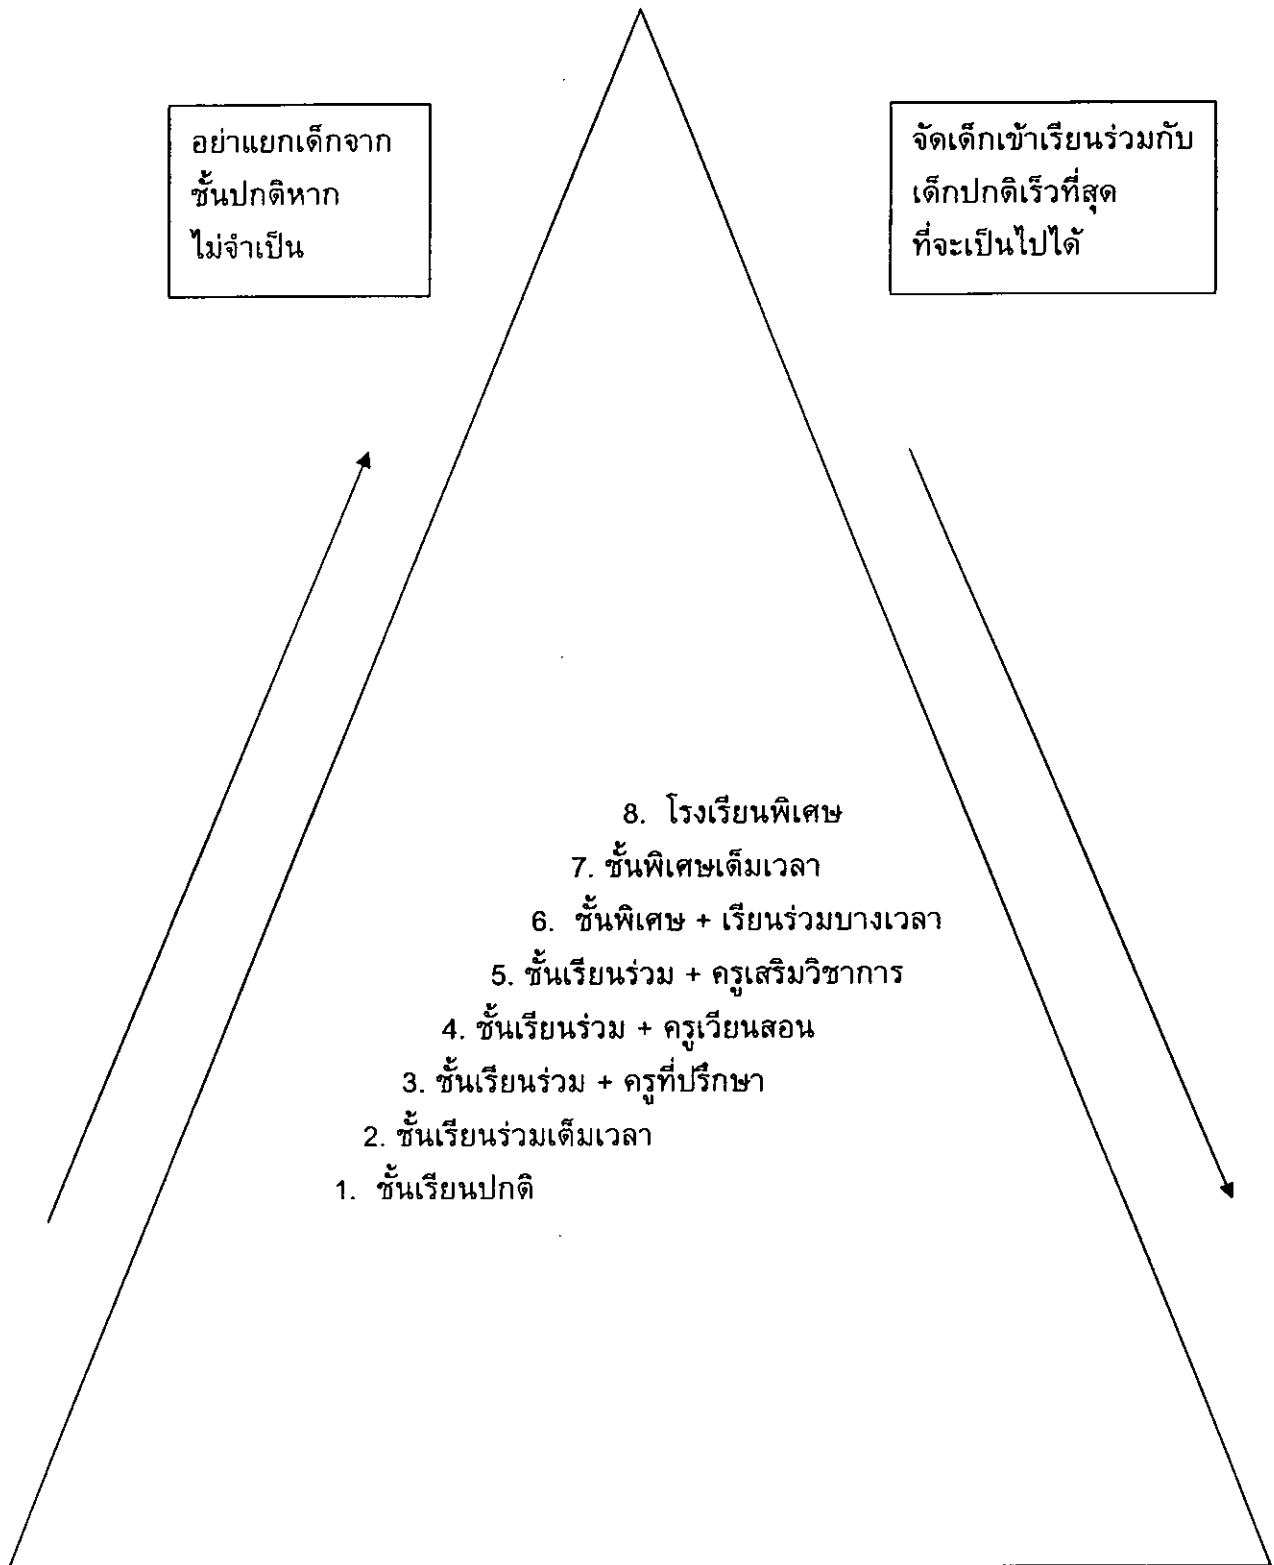 อย่าแยกเด็กจาก
ชั้นปกติหาก
ไม่จำเป็น
จัดเด็กเข้าเรียนร่วมกับ
เด็กปกติเร็วที่สุด
ที่จะเป็นไปได้
8. โรงเรียนพิเศษ
7. ชั้นพิเศษเต็มเวลา
6. ชั้นพิเศษ + เรียนร่วมบางเวลา
5. ชั้นเรียนร่วม + ครูเสริมวิชาการ
4. ชั้นเรียนร่วม + ครูเวียนสอน
3. ชั้นเรียนร่วม + ครูที่ปรึกษา
2. ชั้นเรียนร่วมเต็มเวลา
1. ชั้นเรียนปกติ